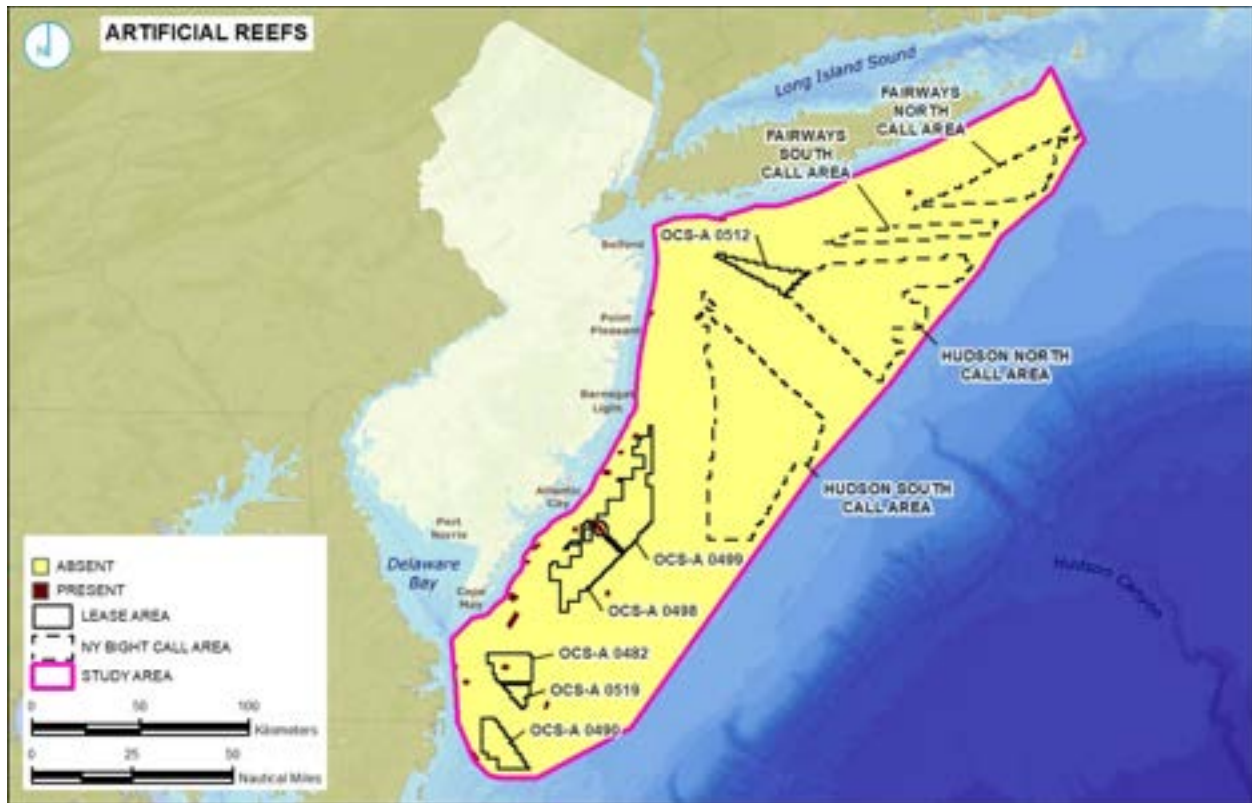 N
ARTIFICIAL REEFS
Long Island Sound
FAIRWAYS
NORTH
CALL AREA
FAIRWAYS
SOUTH
CALL AREA
OCS-A 0512
Belford
Point
Pleasant
HUDSON NORTH
CALL AREA
Barnegat
Light
HUDSON SOUTH
CALL AREA
Atlantic
City
Port
Norris
OCS-A 0499
Delaware
Bay
Cape
May
Hudson Canyon
OCS-A 0498
OCS-A 0482
OCS-A 0519
OCS-A 0490
ABSENT
PRESENT
LEASE AREA
NY BIGHT CALL AREA
STUDY AREA
0 50 100
Kilometers
0 25 50
Nautical Miles